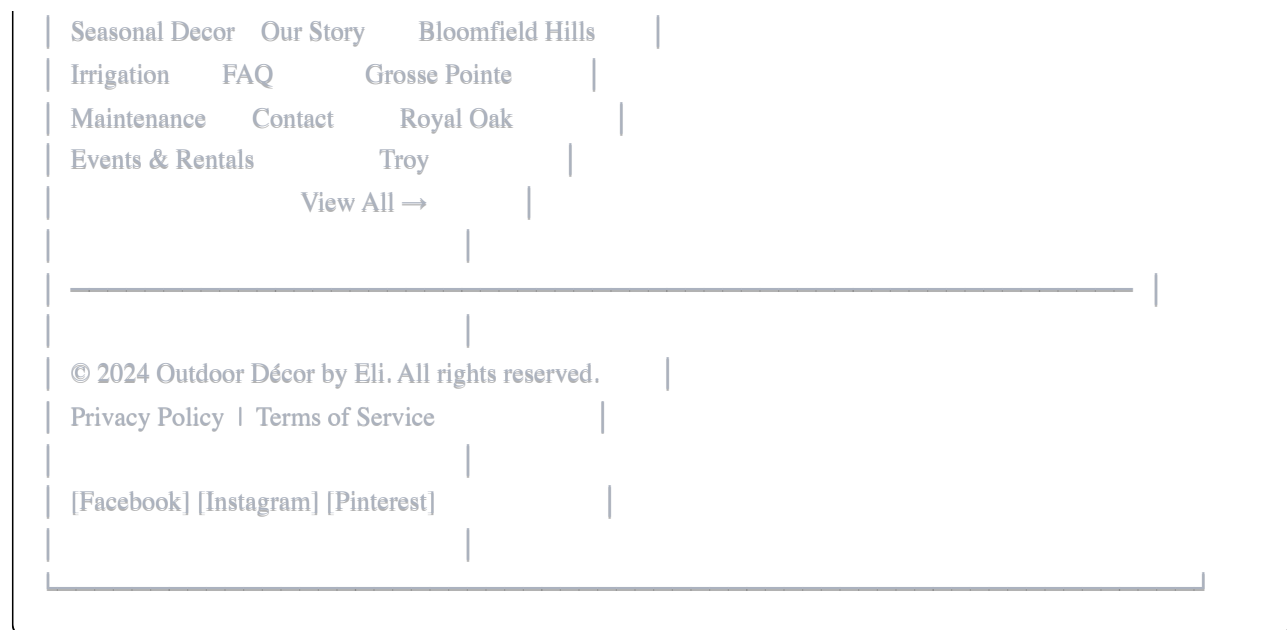 │ Seasonal Decor Our Story Bloomfield Hills │
│ Irrigation FAQ Grosse Pointe │
│ Maintenance Contact Royal Oak │
│ Events & Rentals Troy │
│ View All → │
│ │
│ ─────────────────────────────────────────────────────── │
│ │
│ © 2024 Outdoor Décor by Eli. All rights reserved. │
│ Privacy Policy | Terms of Service │
│ │
│ [Facebook] [Instagram] [Pinterest] │
│ │
└─────────────────────────────────────────────────────────────┘